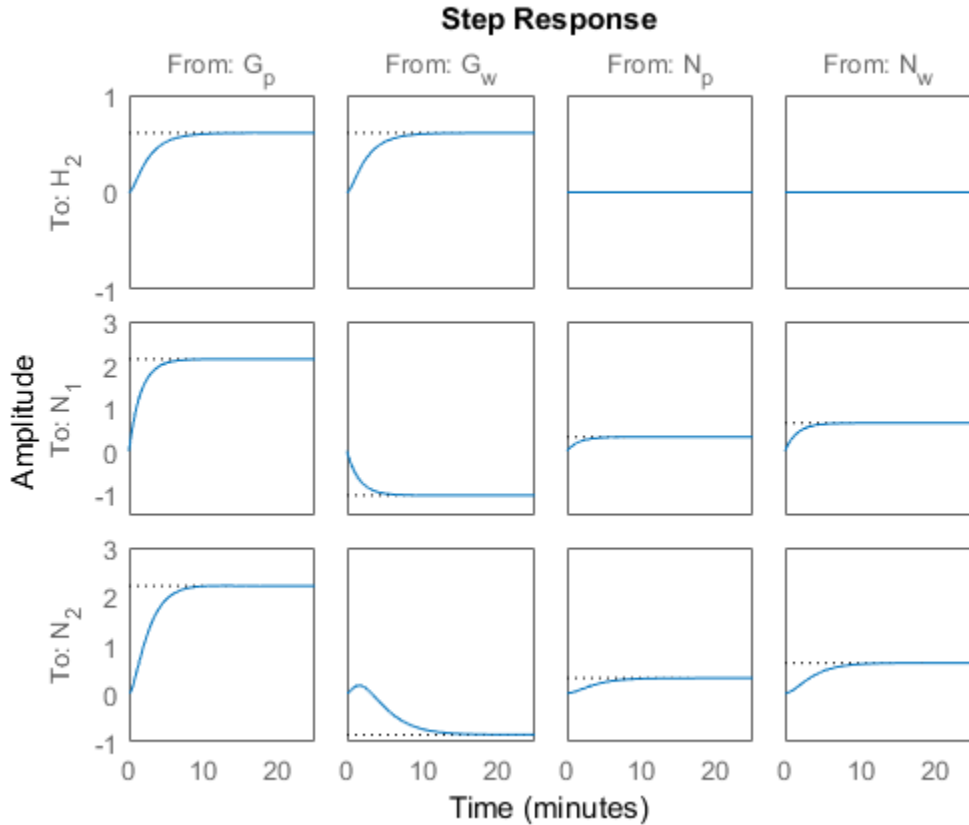 Step Response
From: G_p From: G_w From: N_p From: N_w
To: H_2
1
0
-1
To: N_1
3
2
1
0
-1
To: N_2
3
2
1
0
-1
Amplitude
0 10 20 0 10 20 0 10 20 0 10 20
Time (minutes)